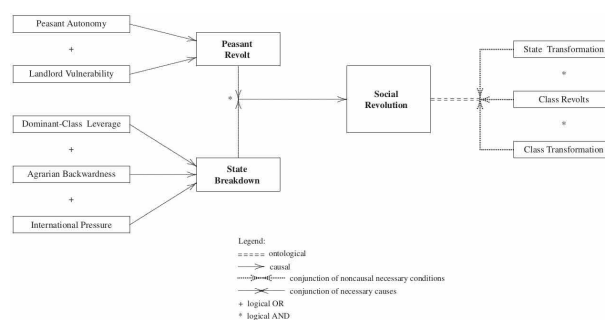 Peasant Autonomy
+
Landlord Vulnerability
Peasant
Revolt
*
Dominant-Class Leverage
+
Agrarian Backwardness
+
International Pressure
State
Breakdown
Social
Revolution
State Transformation
*
Class Revolts
*
Class Transformation
Legend:
ontological
causal
conjunction of noncausal necessary conditions
conjunction of necessary causes
+ logical OR
* logical AND